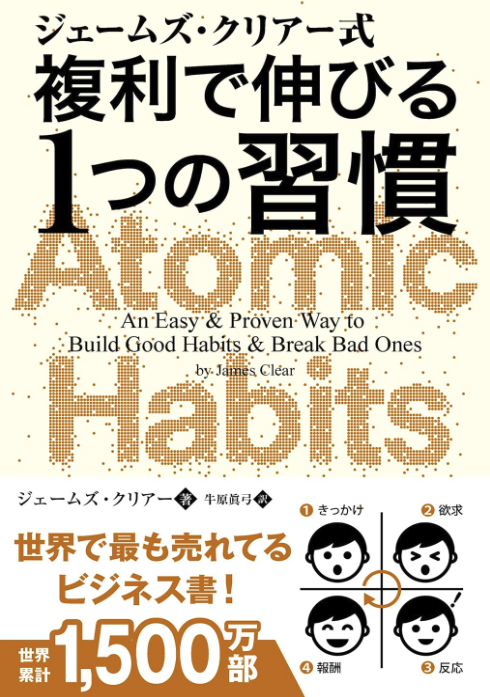 ジェームズ・クリアー式
複利で伸びる
1つの習慣
Atomic
An Easy & Proven Way to
Build Good Habits & Break Bad Ones
by James Clear
Habits
ジェームズ・クリアー 著 牛原眞弓 訳
世界で最も売れてる
ビジネス書!
世界
累計
1,500万部
❶ きっかけ
❷ 欲求
!
❹ 報酬
❸ 反応